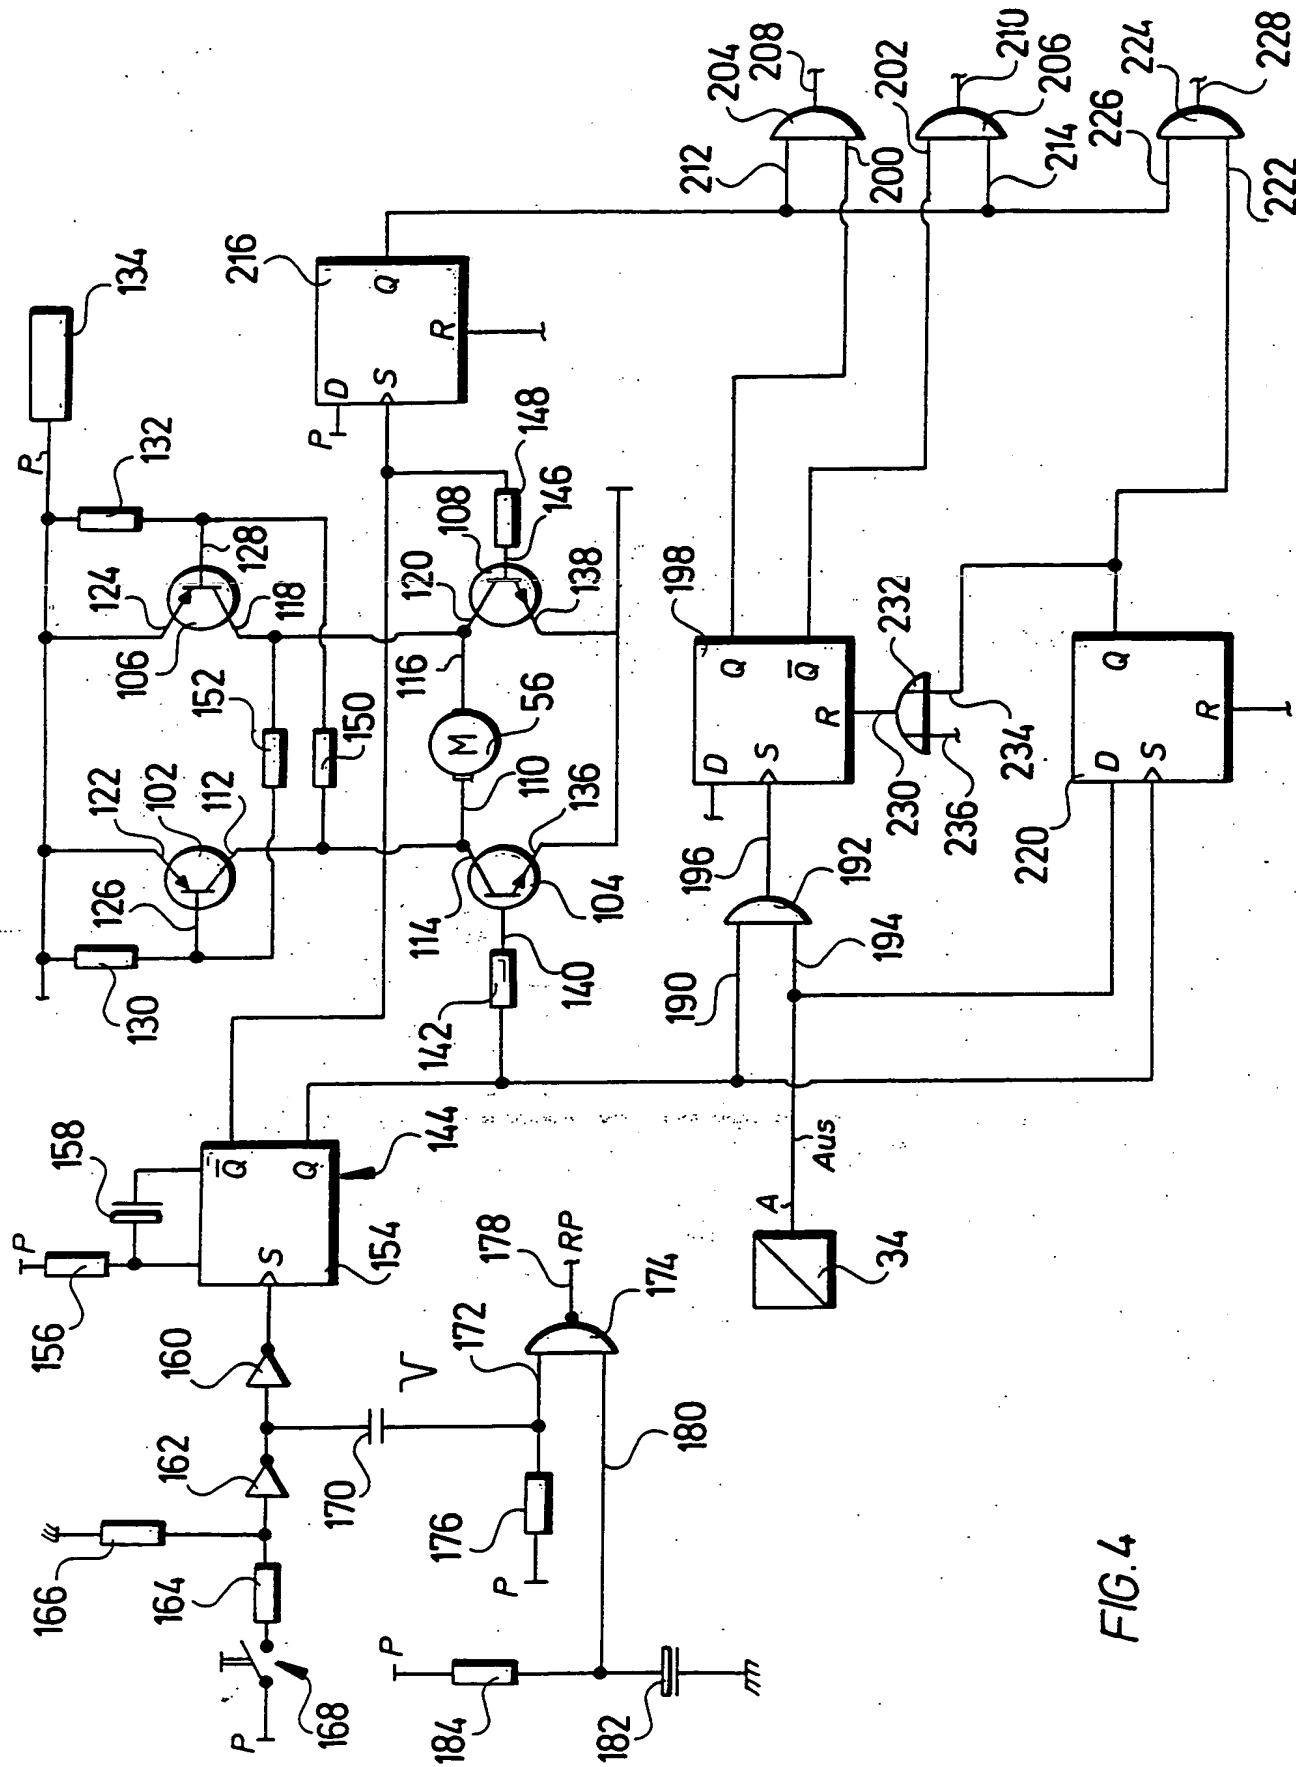 134
P
132
124
128
106
118
152
150
122
102
112
126
130
216
D
P
S
Q
R
148
146
108
120
138
116
M
56
110
136
114
104
140
142
204
208
202
210
206
224
228
212
200
214
226
222
198
Q
Q̅
R
D
S
232
230
234
236
196
192
190
194
220
D
S
Q
R
158
P
156
Q̅
Q
S
144
154
160
162
166
164
P
168
170
V
172
178
RP
174
176
P
180
P
184
182
A
Aus
34
FIG.4